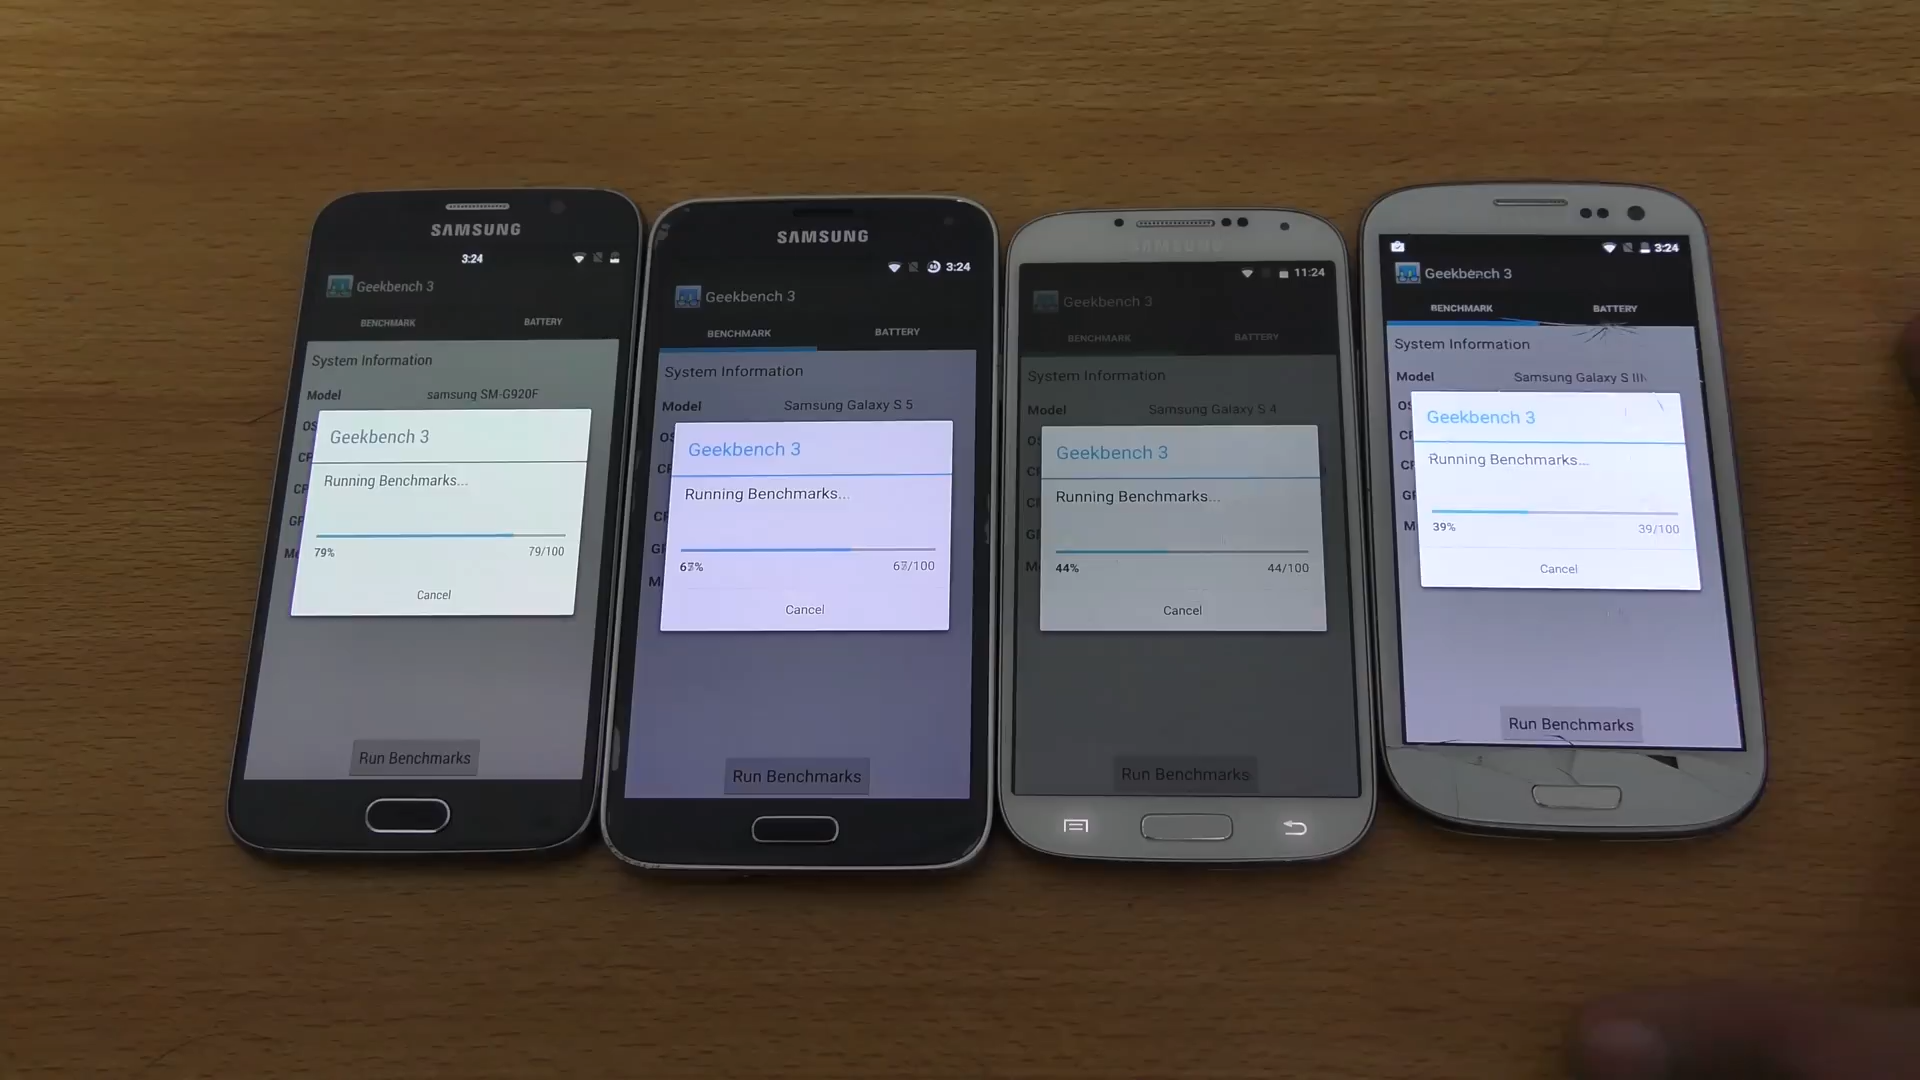 SAMSUNG
3:24
Geekbench 3
BENCHMARK BATTERY
System Information
Model samsung SM-G920F
Geekbench 3
Running Benchmarks...
79% 79/100
Cancel
Run Benchmarks
SAMSUNG
3:24
Geekbench 3
BENCHMARK BATTERY
System Information
Model Samsung Galaxy S 5
Geekbench 3
Running Benchmarks...
Cancel
Run Benchmarks
SAMSUNG
11:24
Geekbench 3
BENCHMARK BATTERY
System Information
Model Samsung Galaxy S 4
Geekbench 3
Running Benchmarks...
44% 44/100
Cancel
Run Benchmarks
3:24
Geekbench 3
BENCHMARK BATTERY
System Information
Model Samsung Galaxy S III
Geekbench 3
Running Benchmarks...
39% 39/100
Cancel
Run Benchmarks